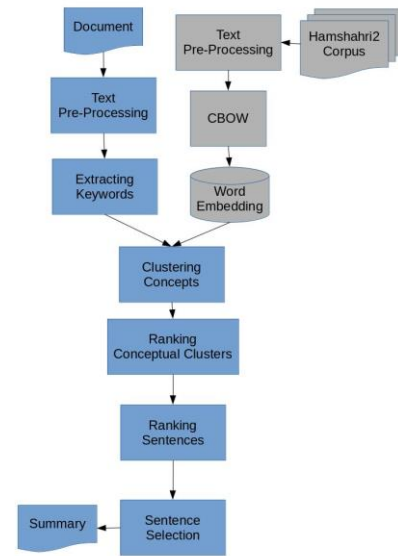 Document
Text
Pre-Processing
Hamshahri2
Corpus
Text
Pre-Processing
CBOW
Extracting
Keywords
Word
Embedding
Clustering
Concepts
Ranking
Conceptual Clusters
Ranking
Sentences
Summary
Sentence
Selection